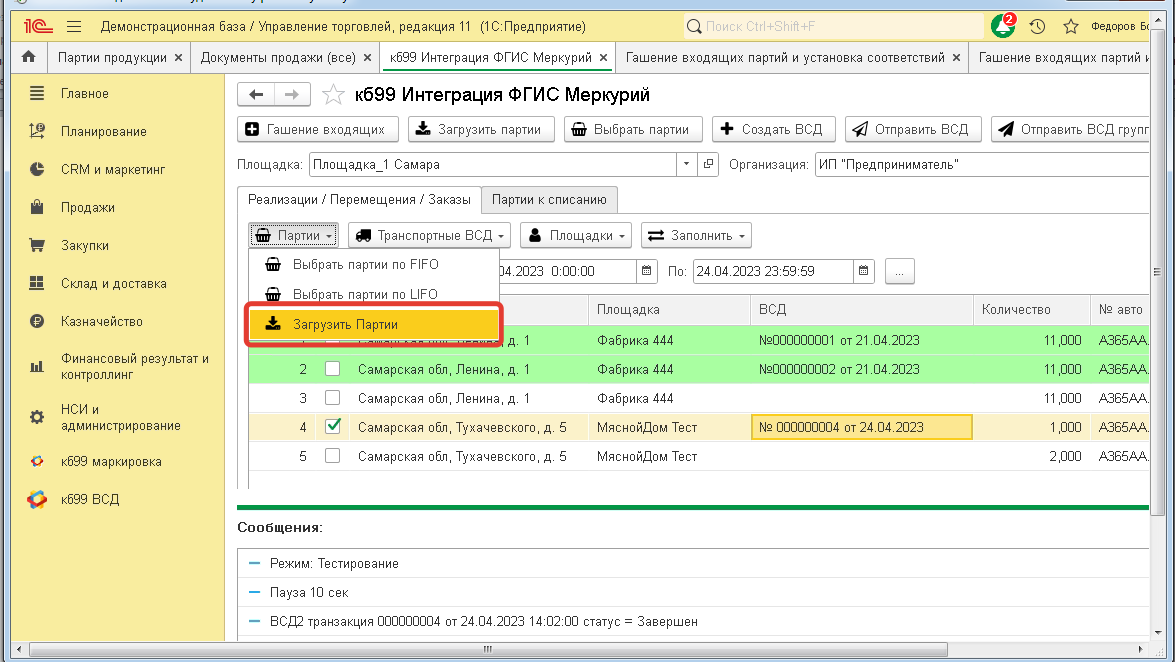 1С Демонстрационная база / Управление торговлей, редакция 11 (1С:Предприятие) Поиск Ctrl+Shift+F 2 Федоров Бо
Партии продукции × Документы продажи (все) × кб99 Интеграция ФГИС Меркурий × Гашение входящих партий и установка соответствий × Гашение входящих партий и
Главное
Планирование
CRM и маркетинг
Продажи
Закупки
Склад и доставка
Казначейство
Финансовый результат и
контроллинг
НСИ и
администрирование
кб99 маркировка
кб99 ВСД
кб99 Интеграция ФГИС Меркурий
Гашение входящих Загрузить партии Выбрать партии Создать ВСД Отправить ВСД Отправить ВСД групп
Площадка: Площадка_1 Самара Организация: ИП "Предприниматель"
Реализации / Перемещения / Заказы Партии к списанию
Партии Транспортные ВСД Площадки Заполнить
Выбрать партии по FIFO
Выбрать партии по LIFO
Загрузить Партии
04.2023 0:00:00 По: 24.04.2023 23:59:59 ...
Площадка ВСД Количество № авто
1 Самарская обл, Ленина, д. 1 Фабрика 444 №000000001 от 21.04.2023 11,000 А365АА
2 Самарская обл, Ленина, д. 1 Фабрика 444 №000000002 от 21.04.2023 11,000 А365АА.
3 Самарская обл, Ленина, д. 1 Фабрика 444 11,000 А365АА.
4 Самарская обл, Тухачевского, д. 5 МяснойДом Тест № 000000004 от 24.04.2023 1,000 А365АА.
5 Самарская обл, Тухачевского, д. 5 МяснойДом Тест 2,000 А365АА.
Сообщения:
Режим: Тестирование
Пауза 10 сек
ВСД2 транзакция 000000004 от 24.04.2023 14:02:00 статус = Завершен